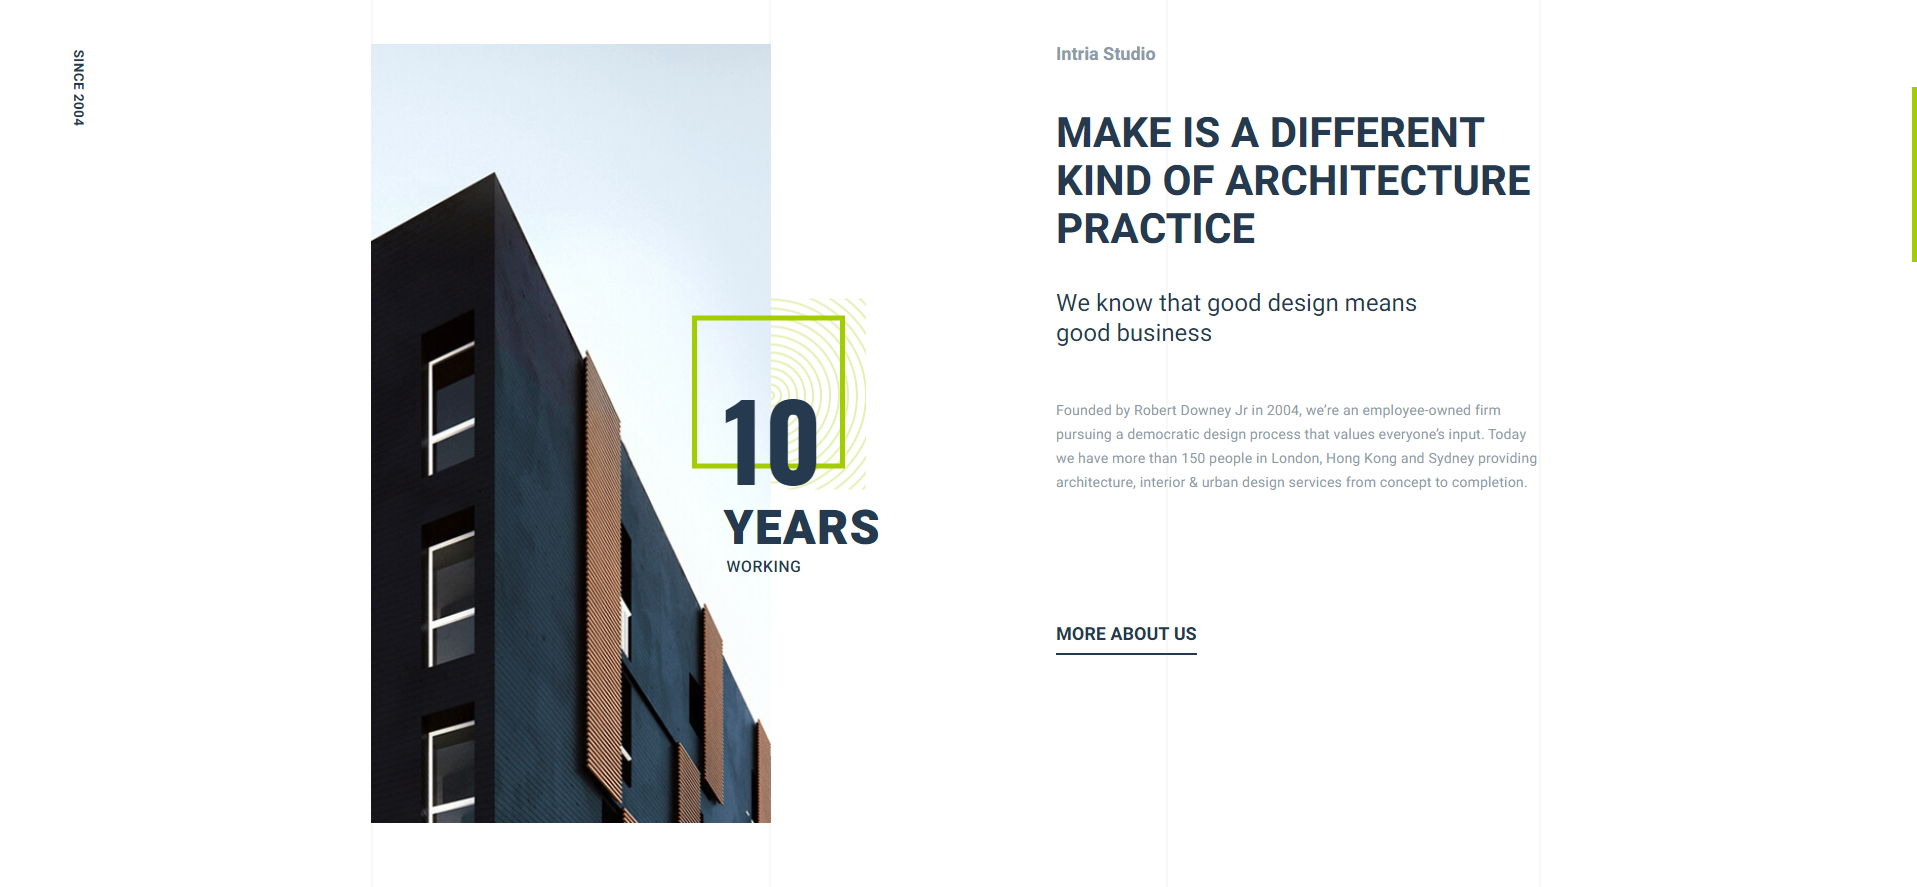 SINCE 2004
10
YEARS
WORKING
Intria Studio
MAKE IS A DIFFERENT
KIND OF ARCHITECTURE
PRACTICE
We know that good design means
good business
Founded by Robert Downey Jr in 2004, we’re an employee-owned firm
pursuing a democratic design process that values everyone’s input. Today
we have more than 150 people in London, Hong Kong and Sydney providing
architecture, interior & urban design services from concept to completion.
MORE ABOUT US